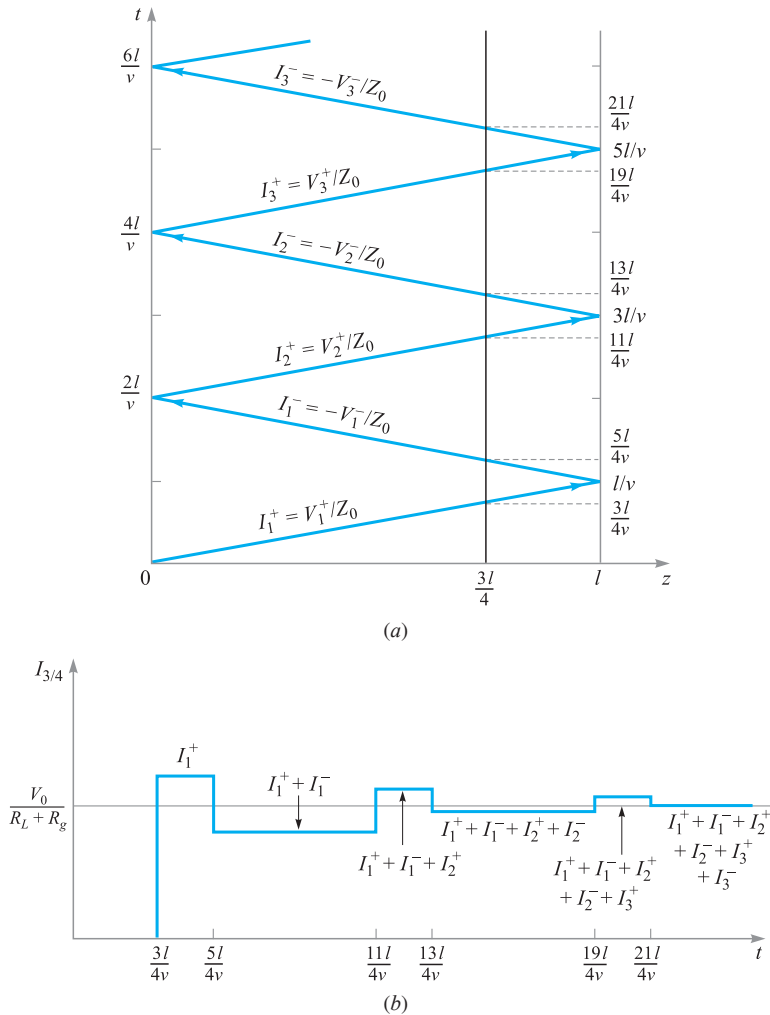 t
6l/v
I₃⁻ = −V₃⁻/Z₀
21l/4v
5l/v
19l/4v
I₃⁺ = V₃⁺/Z₀
4l/v
I₂⁻ = −V₂⁻/Z₀
13l/4v
3l/v
11l/4v
I₂⁺ = V₂⁺/Z₀
2l/v
I₁⁻ = −V₁⁻/Z₀
5l/4v
l/v
3l/4v
I₁⁺ = V₁⁺/Z₀
0 3l/4 l z
(a)
I₃/₄
I₁⁺
I₁⁺ + I₁⁻
V₀/(R_L + R_g)
I₁⁺ + I₁⁻ + I₂⁺
I₁⁺ + I₁⁻ + I₂⁺ + I₂⁻
I₁⁺ + I₁⁻ + I₂⁺
+ I₂⁻ + I₃⁺
I₁⁺ + I₁⁻ + I₂⁺
+ I₂⁻ + I₃⁺
+ I₃⁻
3l/4v 5l/4v 11l/4v 13l/4v 19l/4v 21l/4v t
(b)